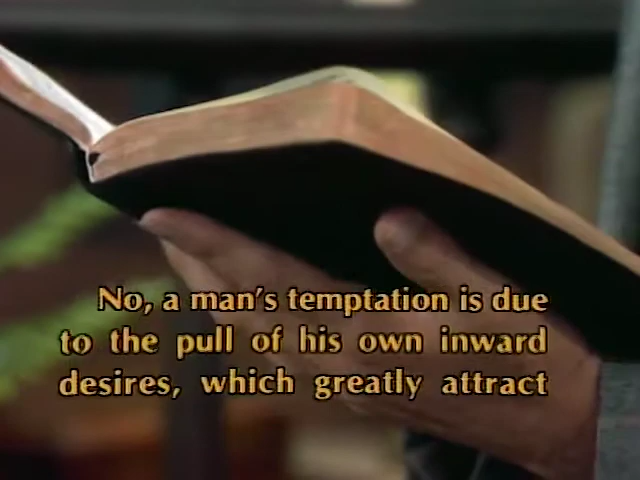 No, a man's temptation is due
to the pull of his own inward
desires, which greatly attract